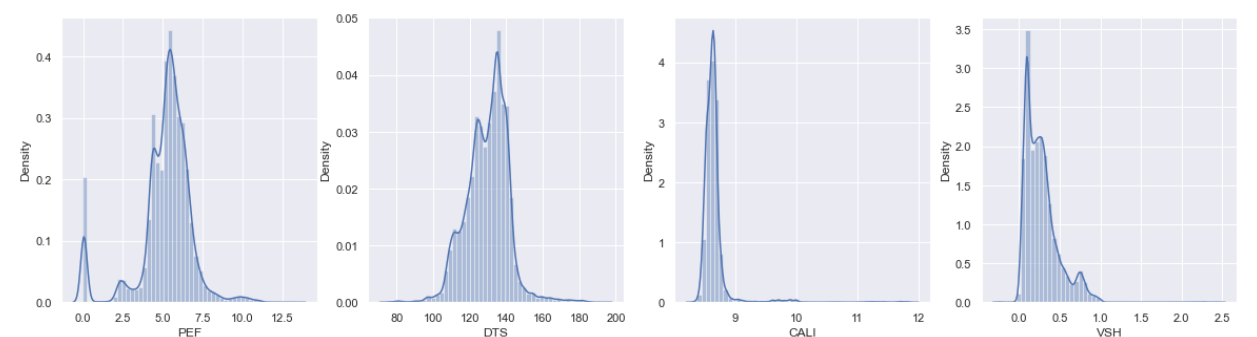 Density
0.4
0.3
0.2
0.1
0.0
0.0 2.5 5.0 7.5 10.0 12.5
PEF
Density
0.05
0.04
0.03
0.02
0.01
0.00
80 100 120 140 160 180 200
DTS
Density
4
3
2
1
0
9 10 11 12
CALI
Density
3.5
3.0
2.5
2.0
1.5
1.0
0.5
0.0
0.0 0.5 1.0 1.5 2.0 2.5
VSH